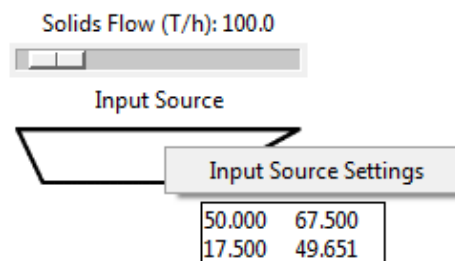 Solids Flow (T/h): 100.0
Input Source
Input Source Settings
50.000 67.500
17.500 49.651